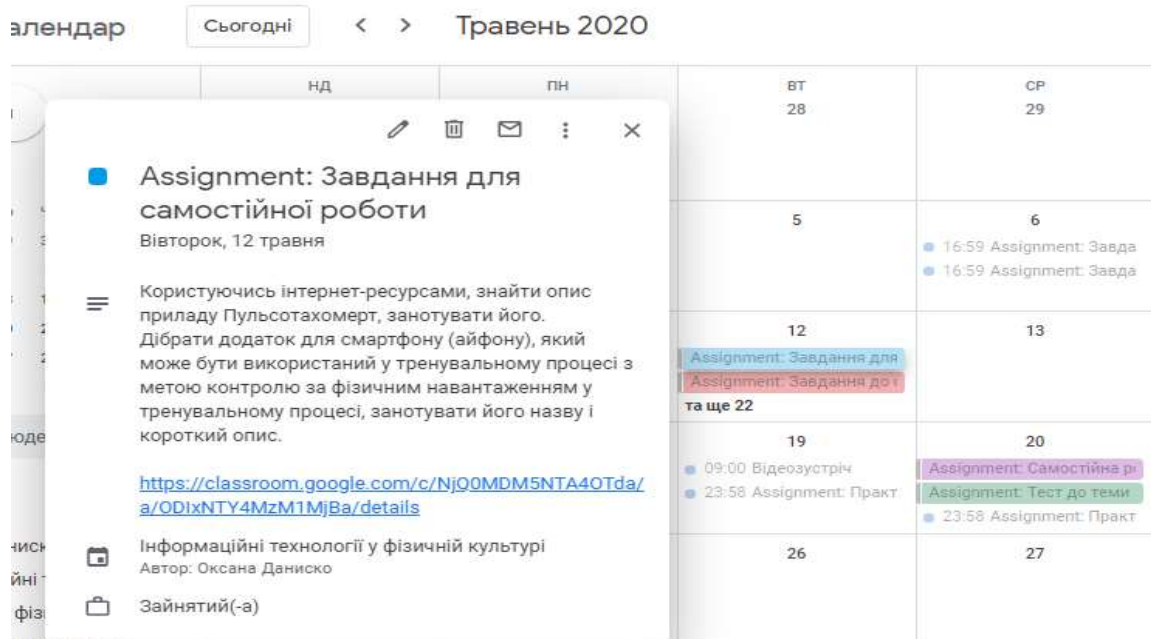 Сьогодні < > Травень 2020
НД ПН ВТ СР
28 29
Assignment: Завдання для
самостійної роботи
Вівторок, 12 травня
Користуючись інтернет-ресурсами, знайти опис
приладу Пульсотахомерт, занотувати його.
Дібрати додаток для смартфону (айфону), який
може бути використаний у тренувальному процесі з
метою контролю за фізичним навантаженням у
тренувальному процесі, занотувати його назву і
короткий опис.
https://classroom.google.com/c/NjQ0MDM5NTA4OTda/
a/ODIxNTY4MzM1MjBa/details
Інформаційні технології у фізичній культурі
Автор: Оксана Даниско
Зайнятий(-а)
5 6
16:59 Assignment: Завда
16:59 Assignment: Завда
12 13
Assignment: Завдання для
Assignment: Завдання до
та ще 22
19 20
09:00 Відеозустріч
23:58 Assignment: Практ
Assignment: Самостійна
Assignment: Тест до теми
23:58 Assignment: Практ
26 27